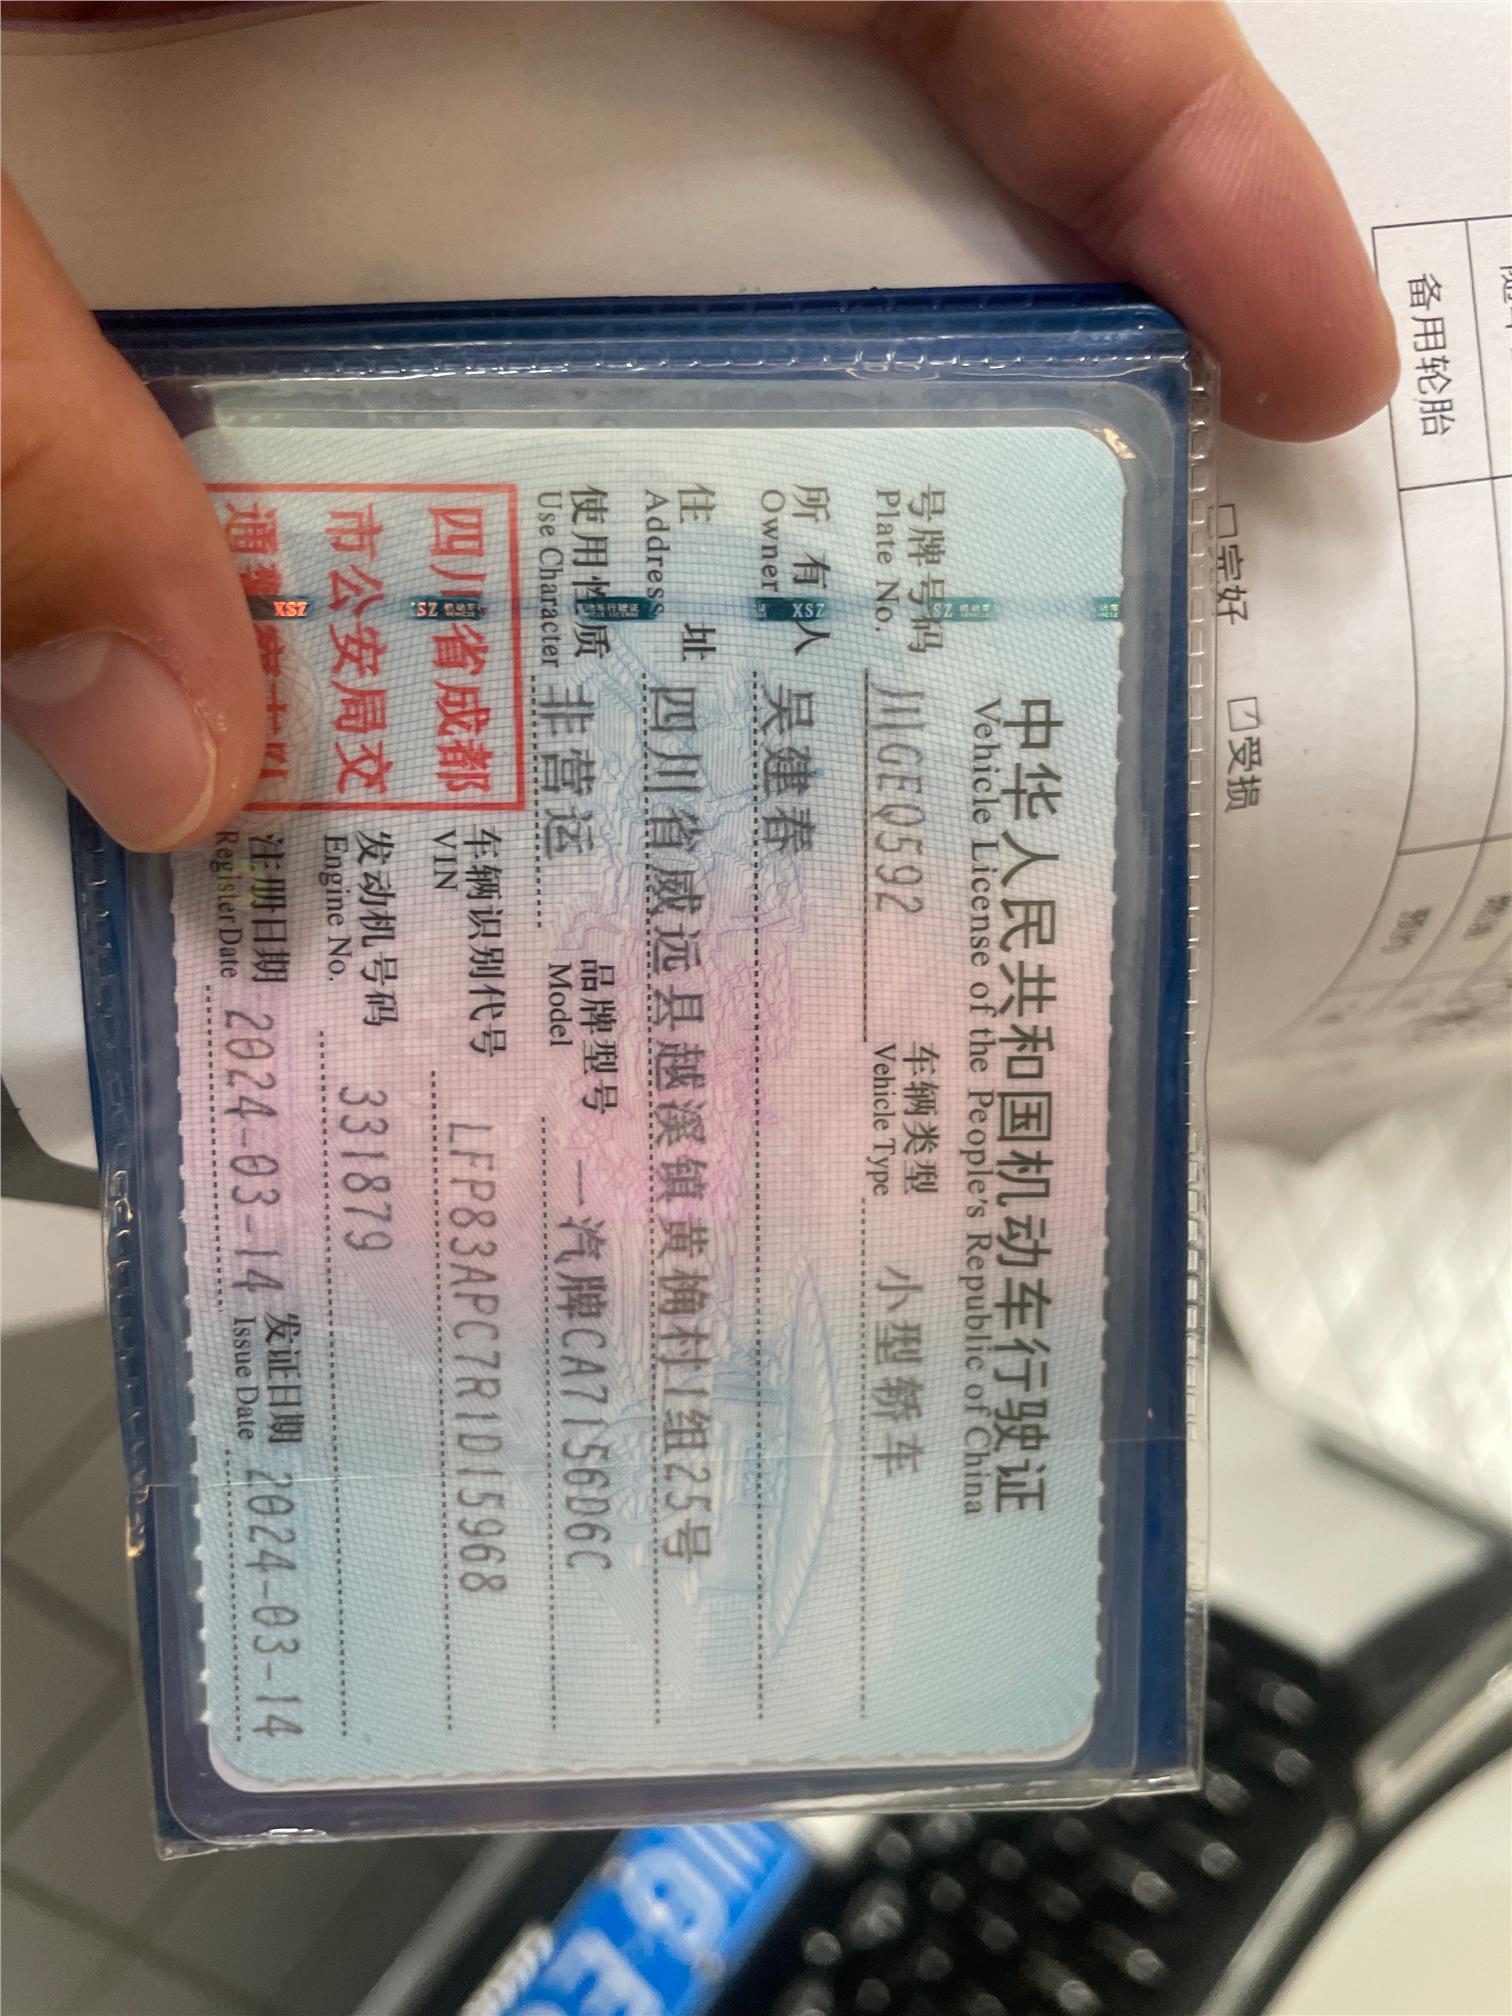 中华人民共和国机动车行驶证
Vehicle License of the People's Republic of China
号牌号码 川GEQ592 车辆类型 小型轿车
Plate No. Vehicle Type
所有人 吴建春
Owner
住址 四川省威远县越溪镇黄桷村1组25号
Address
使用性质 非营运 品牌型号 一汽牌CA7156D6C
Use Character Model
四川省成都
市公安局交
通
车辆识别代号 LFP83APC7R1D15968
VIN
发动机号码 331879
Engine No.
注册日期 2024-03-14 发证日期 2024-03-14
Register Date Issue Date
备用轮胎
□完好 ☑受损